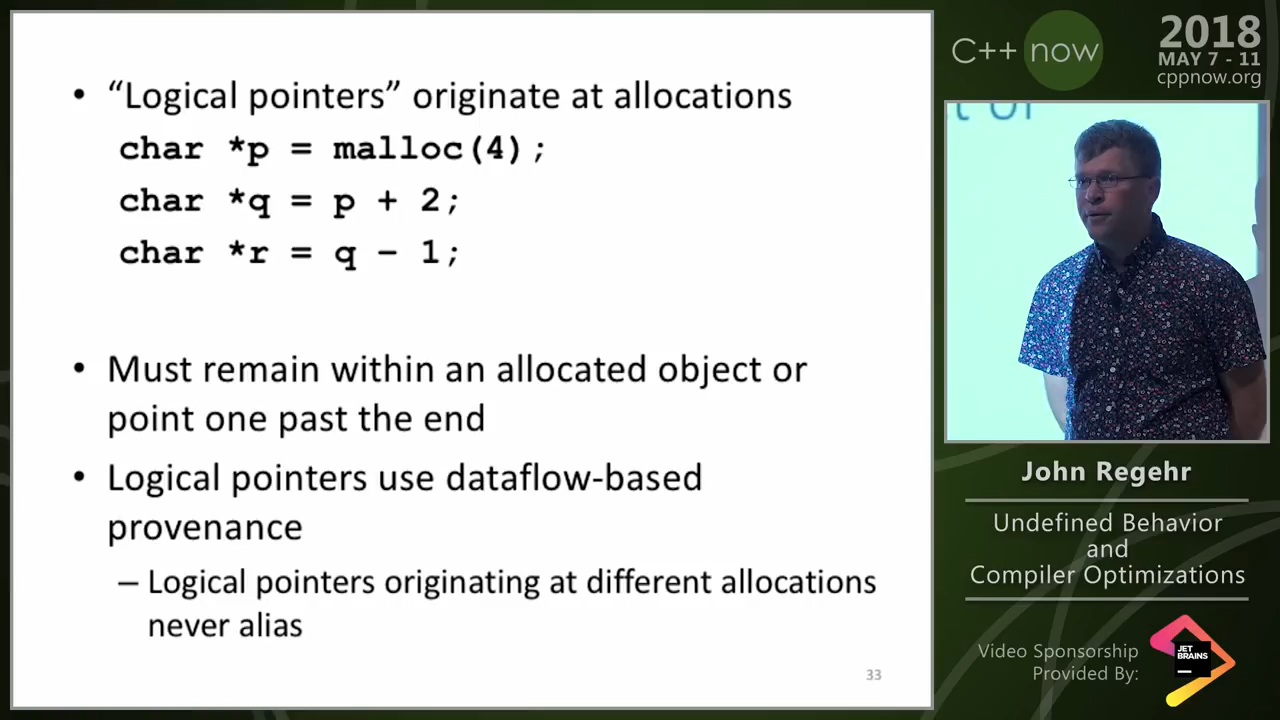 • “Logical pointers” originate at allocations
char *p = malloc(4);
char *q = p + 2;
char *r = q - 1;
• Must remain within an allocated object or
point one past the end
• Logical pointers use dataflow-based
provenance
– Logical pointers originating at different allocations
never alias
33
C++ now
2018
MAY 7 - 11
cppnow.org
John Regehr
Undefined Behavior
and
Compiler Optimizations
Video Sponsorship
Provided By:
JET
BRAINS